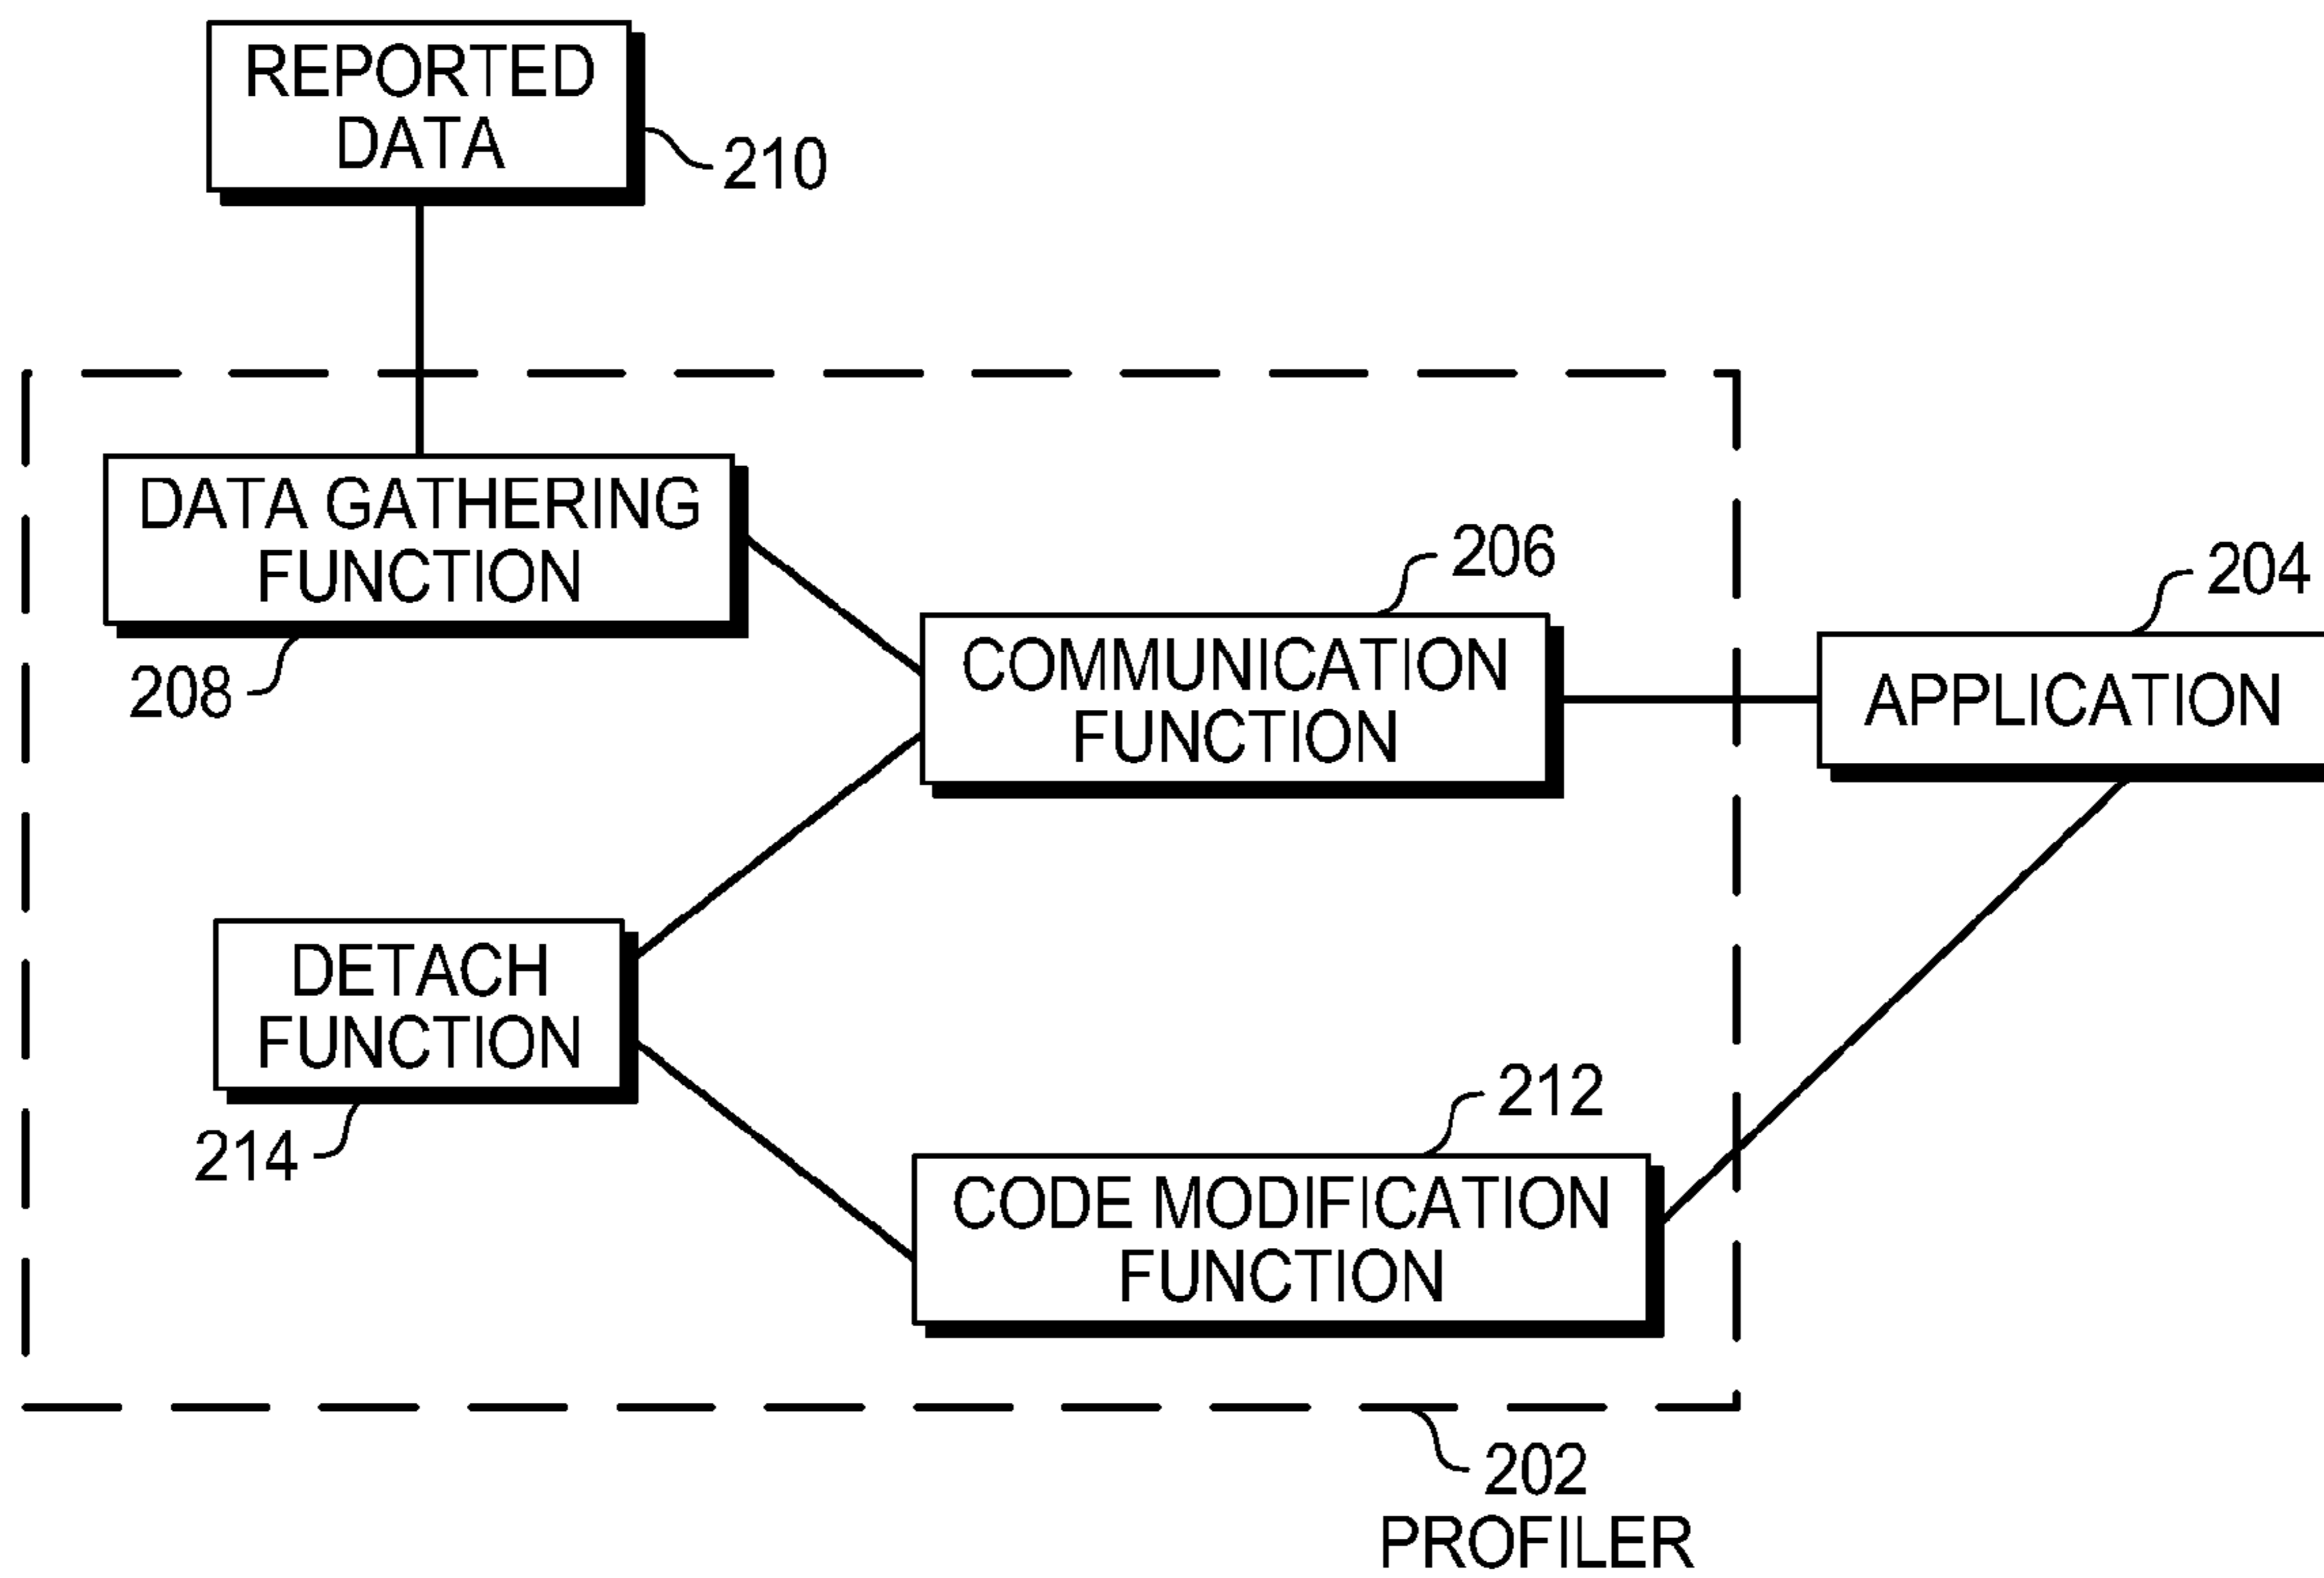 REPORTED
DATA
210
DATA GATHERING
FUNCTION
208
206
COMMUNICATION
FUNCTION
204
APPLICATION
DETACH
FUNCTION
214
212
CODE MODIFICATION
FUNCTION
202
PROFILER